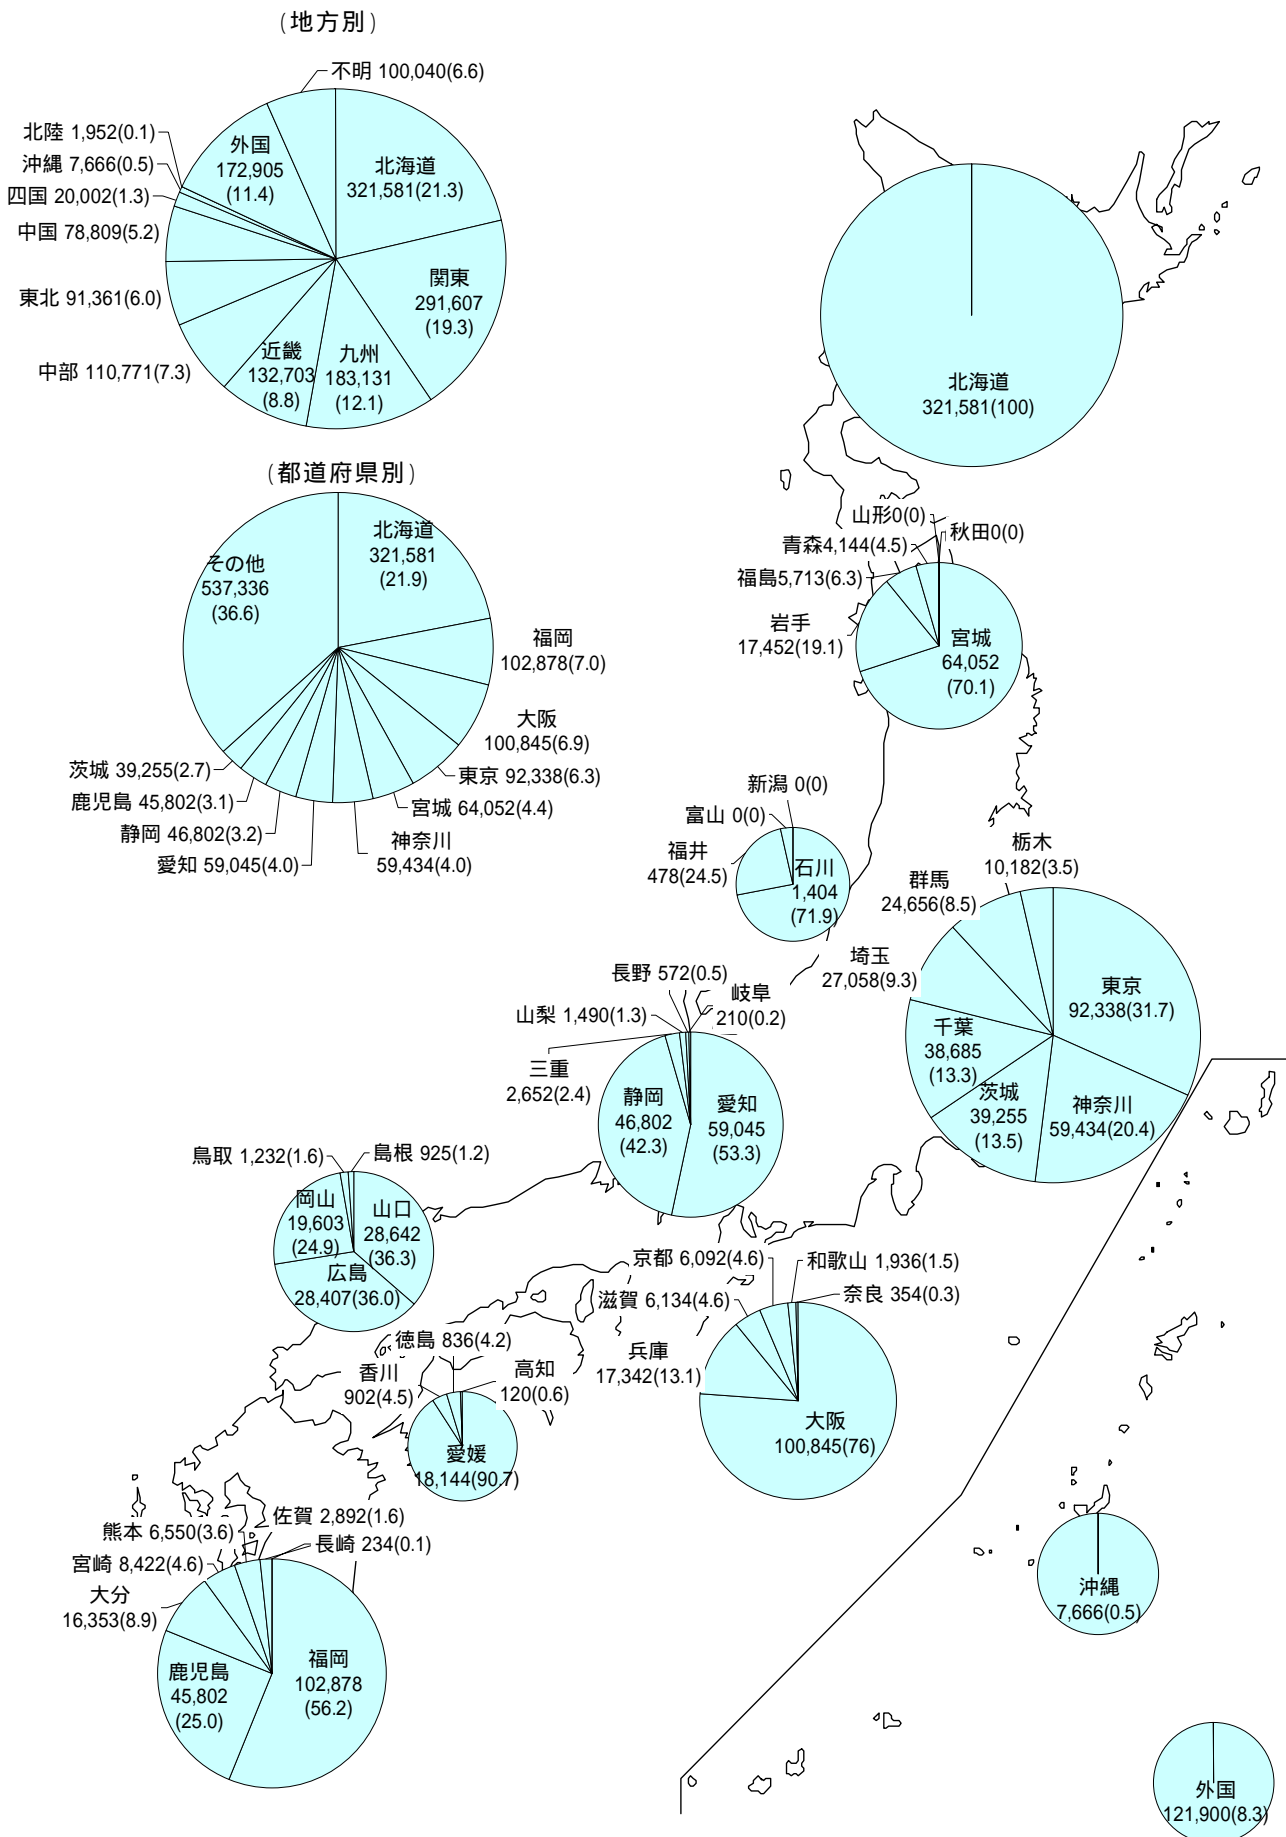 (地方別)
不明 100,040(6.6)
北陸 1,952(0.1)
沖縄 7,666(0.5)
四国 20,002(1.3)
中国 78,809(5.2)
東北 91,361(6.0)
中部 110,771(7.3)
外国
172,905
(11.4)
北海道
321,581(21.3)
関東
291,607
(19.3)
近畿
132,703
(8.8)
九州
183,131
(12.1)
北海道
321,581(100)
(都道府県別)
その他
537,336
(36.6)
北海道
321,581
(21.9)
福岡
102,878(7.0)
大阪
100,845(6.9)
東京 92,338(6.3)
宮城 64,052(4.4)
神奈川
59,434(4.0)
茨城 39,255(2.7)
鹿児島 45,802(3.1)
静岡 46,802(3.2)
愛知 59,045(4.0)
山形0(0)
秋田0(0)
青森4,144(4.5)
福島5,713(6.3)
岩手
17,452(19.1)
宮城
64,052
(70.1)
新潟 0(0)
富山 0(0)
福井
478(24.5)
石川
1,404
(71.9)
栃木
10,182(3.5)
群馬
24,656(8.5)
埼玉
27,058(9.3)
東京
92,338(31.7)
千葉
38,685
(13.3)
茨城
39,255
(13.5)
神奈川
59,434(20.4)
長野 572(0.5)
岐阜
210(0.2)
山梨 1,490(1.3)
三重
2,652(2.4)
静岡
46,802
(42.3)
愛知
59,045
(53.3)
鳥取 1,232(1.6)
島根 925(1.2)
岡山
19,603
(24.9)
山口
28,642
(36.3)
広島
28,407(36.0)
京都 6,092(4.6)
和歌山 1,936(1.5)
滋賀 6,134(4.6)
奈良 354(0.3)
兵庫
17,342(13.1)
大阪
100,845(76)
徳島 836(4.2)
香川
902(4.5)
高知
120(0.6)
愛媛
18,144(90.7)
佐賀 2,892(1.6)
熊本 6,550(3.6)
長崎 234(0.1)
宮崎 8,422(4.6)
大分
16,353(8.9)
鹿児島
45,802
(25.0)
福岡
102,878
(56.2)
沖縄
7,666(0.5)
外国
121,900(8.3)